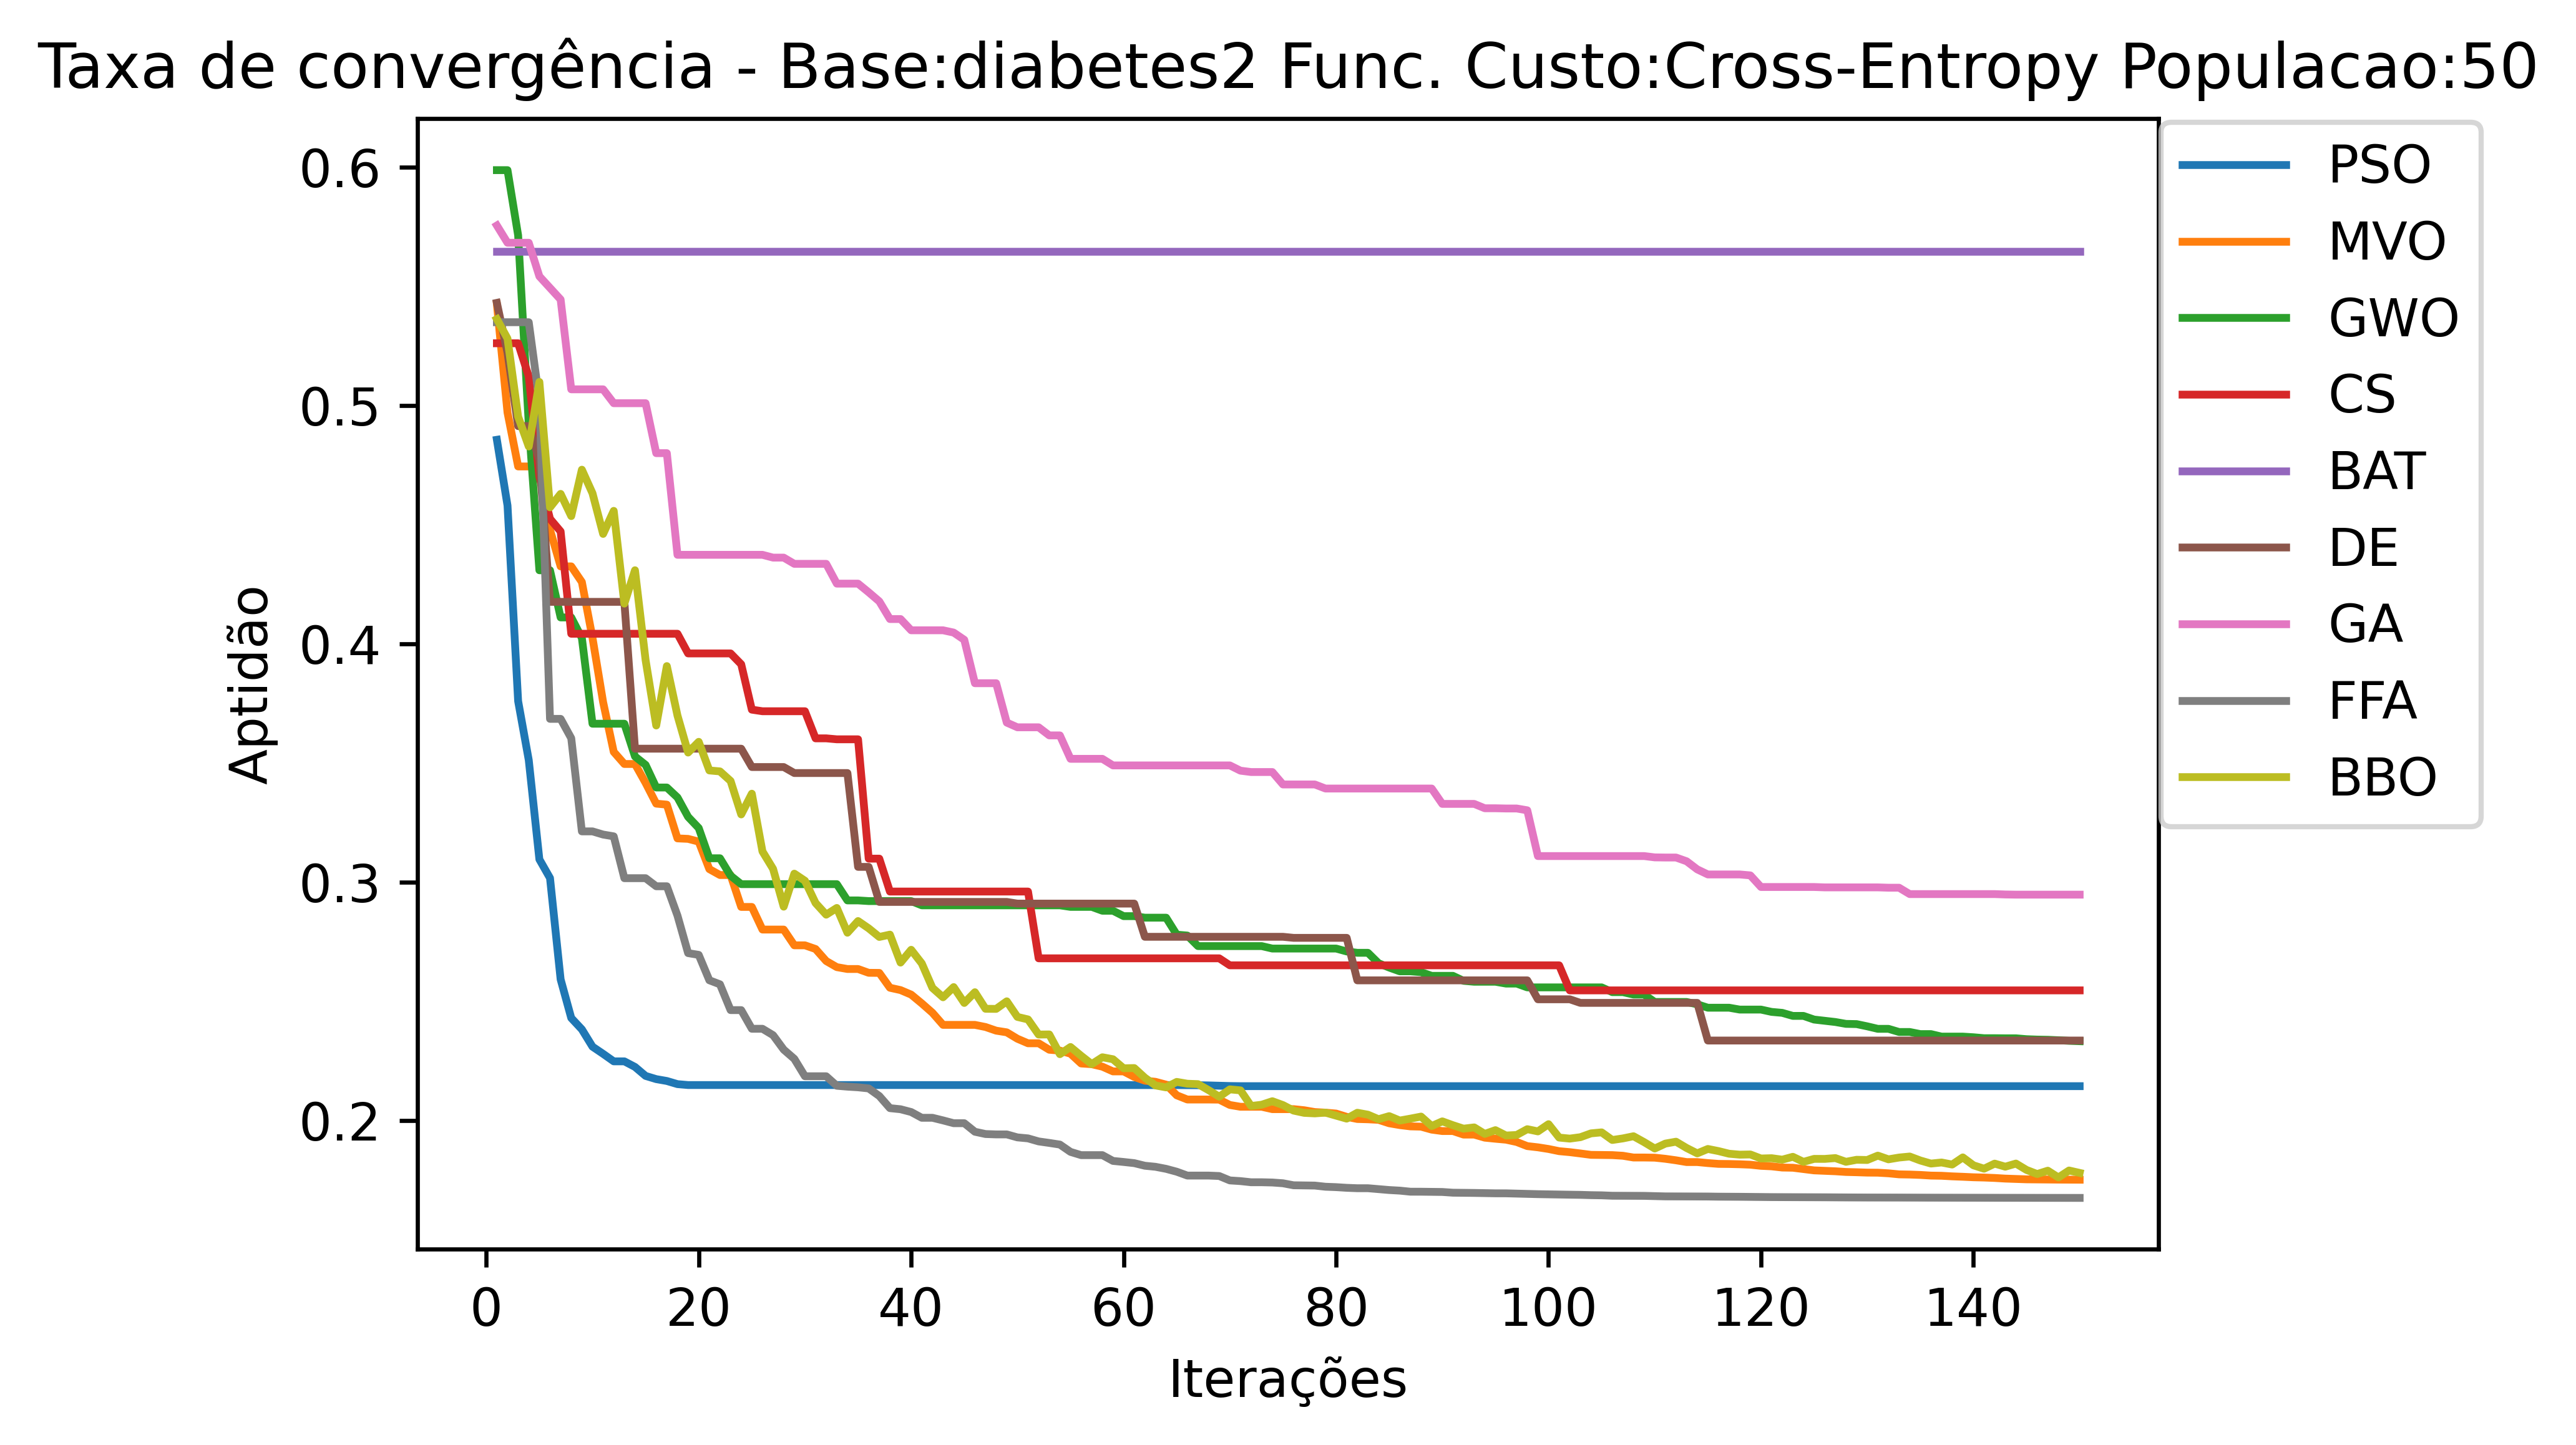 Taxa de convergência - Base:diabetes2 Func. Custo:Cross-Entropy Populacao:50
Aptidão
0.6
0.5
0.4
0.3
0.2
0
20
40
60
80
100
120
140
Iterações
PSO
MVO
GWO
CS
BAT
DE
GA
FFA
BBO